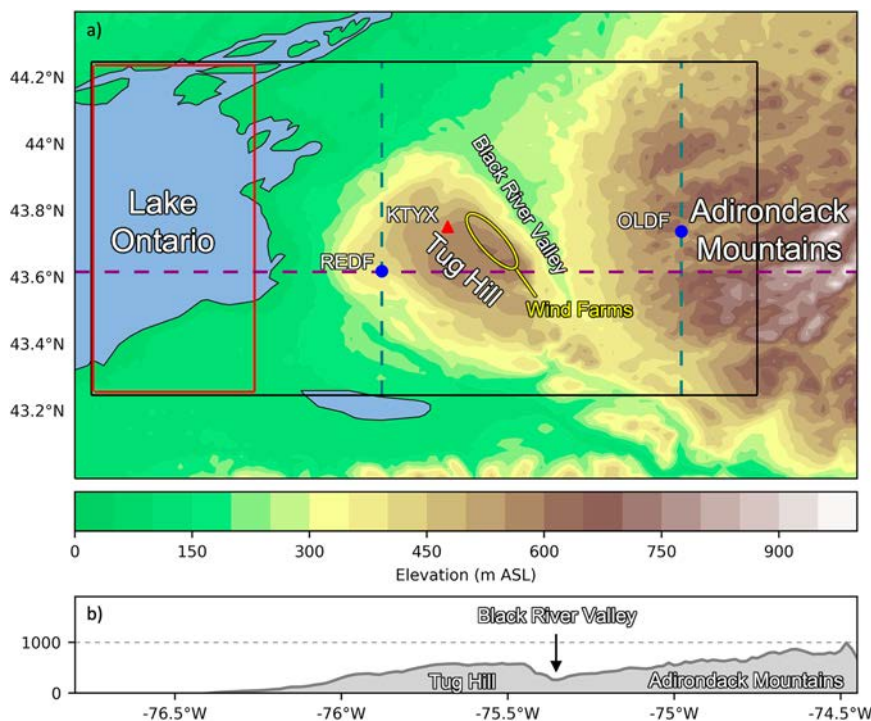 a)
44.2°N
44°N
43.8°N
43.6°N
43.4°N
43.2°N
Lake
Ontario
KTYX
REDF
Tug Hill
Black River Valley
Wind Farms
OLDF
Adirondack
Mountains
0 150 300 450 600 750 900
Elevation (m ASL)
b)
Black River Valley
1000
0
Tug Hill
Adirondack Mountains
-76.5°W -76°W -75.5°W -75°W -74.5°W